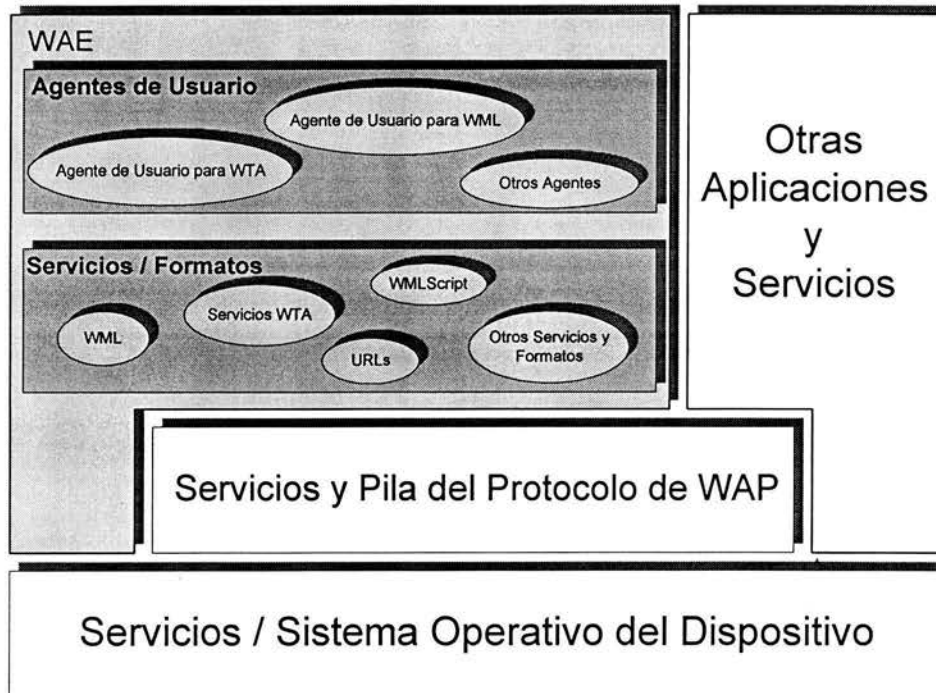 WAE
Agentes de Usuario
Agente de Usuario para WML
Agente de Usuario para WTA
Otros Agentes
Servicios / Formatos
WMLScript
Servicios WTA
WML
URLs
Otros Servicios y
Formatos
Otras
Aplicaciones
y
Servicios
Servicios y Pila del Protocolo de WAP
Servicios / Sistema Operativo del Dispositivo